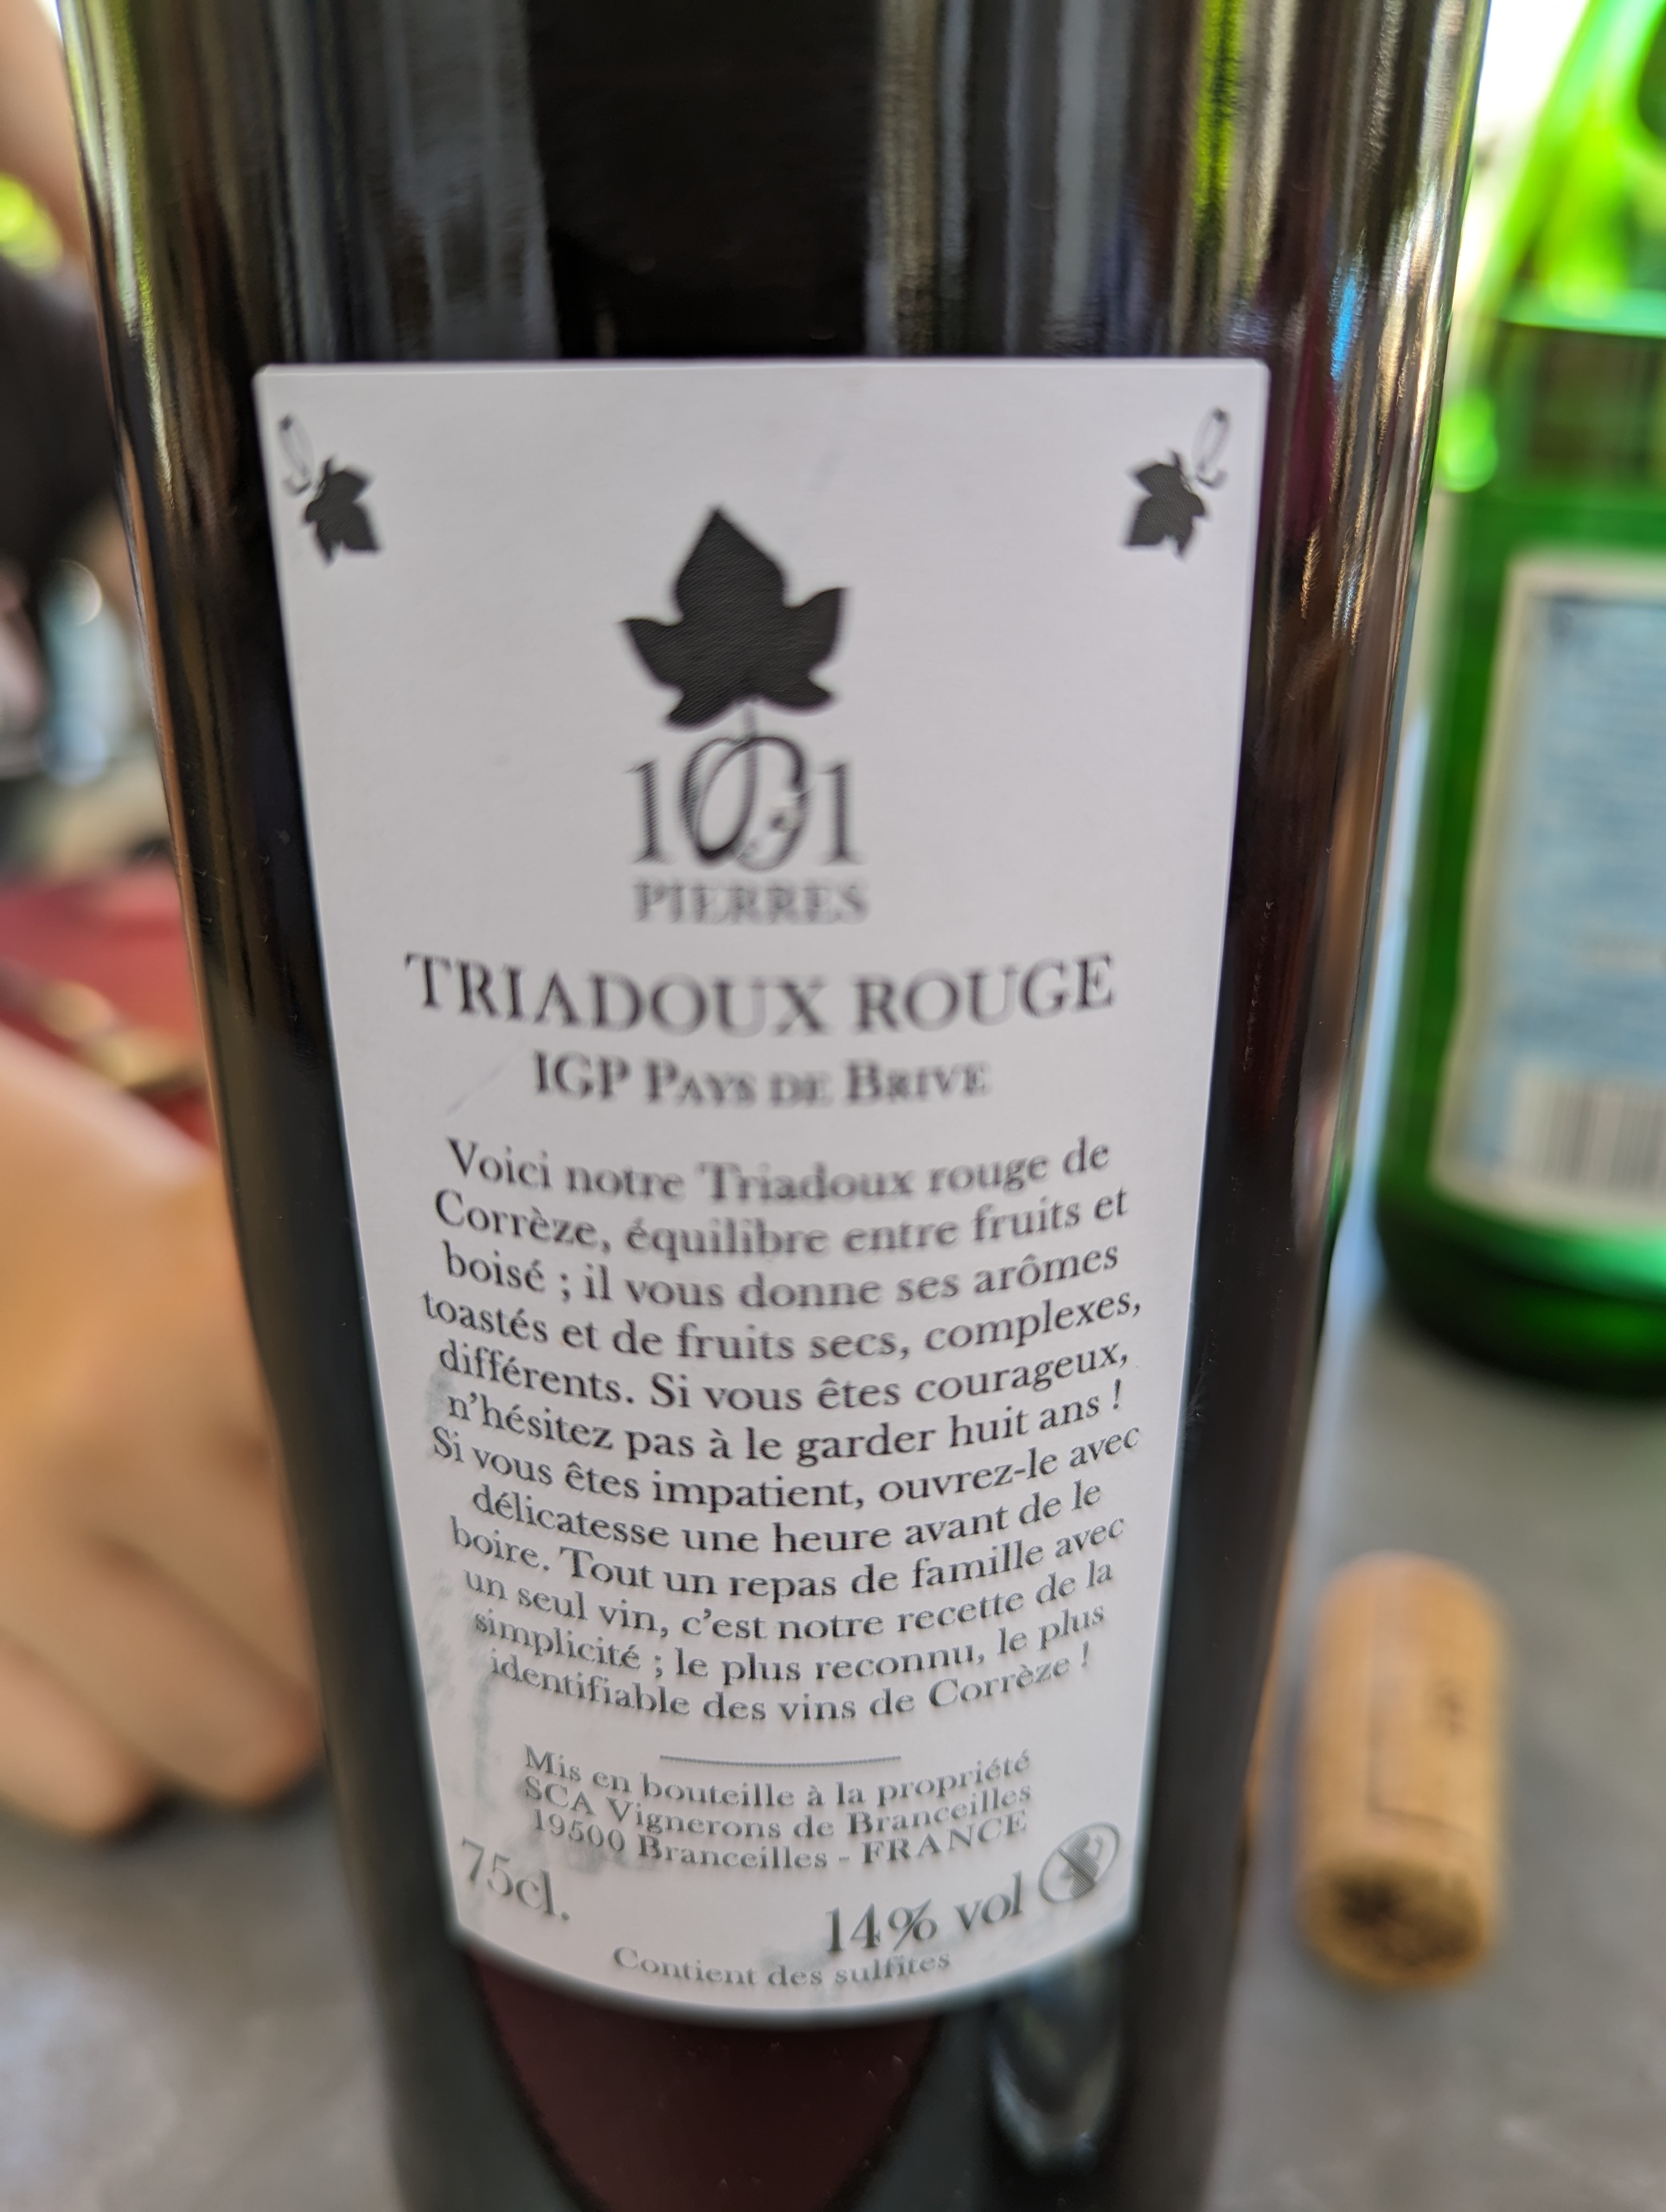 1001
PIERRES
TRIADOUX ROUGE
IGP PAYS DE BRIVE
Voici notre Triadoux rouge de
Corrèze, équilibre entre fruits et
boisé ; il vous donne ses arômes
toastés et de fruits secs, complexes,
différents. Si vous êtes courageux,
n'hésitez pas à le garder huit ans !
Si vous êtes impatient, ouvrez-le avec
délicatesse une heure avant de le
boire. Tout un repas de famille avec
un seul vin, c'est notre recette de la
simplicité ; le plus reconnu, le plus
identifiable des vins de Corrèze !
Mis en bouteille à la propriété
SCA Vignerons de Branceilles
19500 Branceilles - FRANCE
75cl.
14% vol
Contient des sulfites